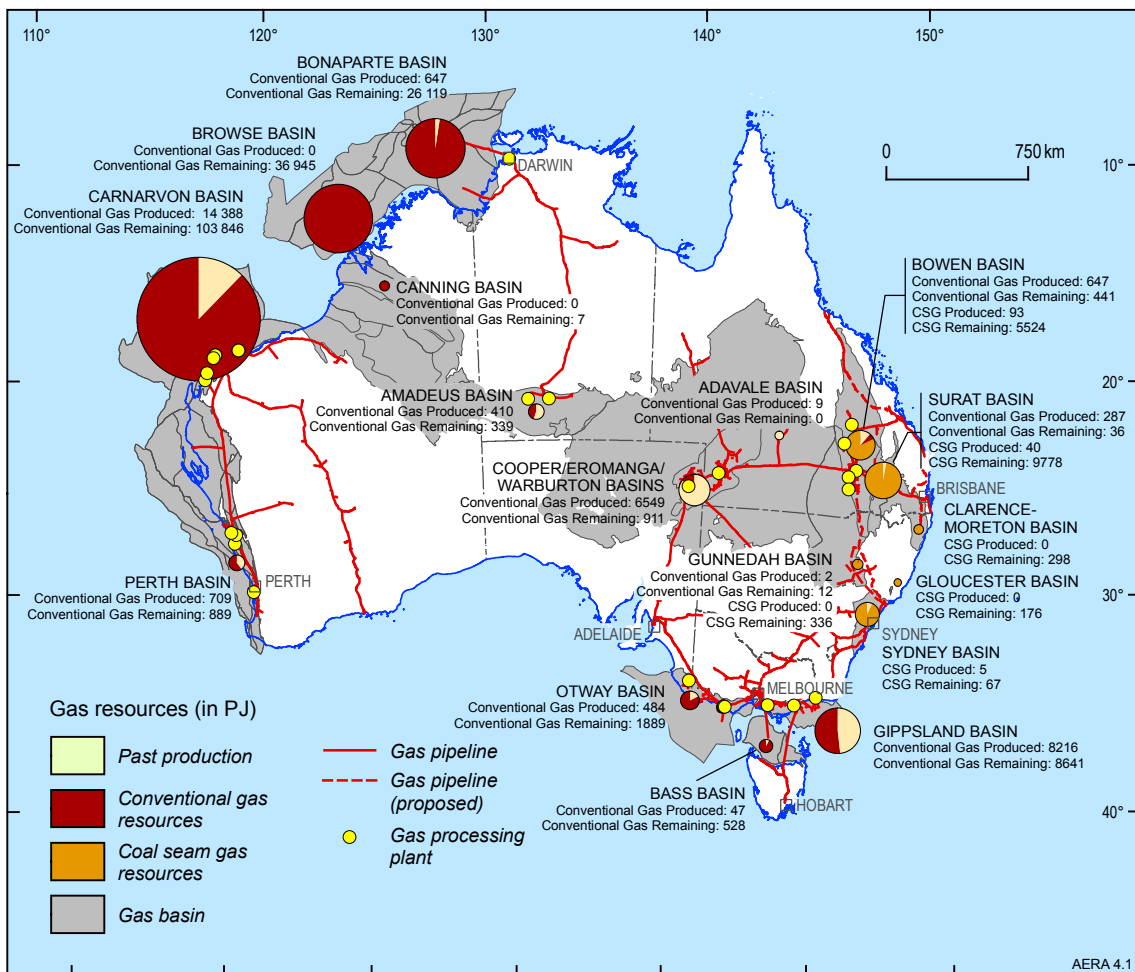 110°
120°
130°
140°
150°
BONAPARTE BASIN
Conventional Gas Produced: 647
Conventional Gas Remaining: 26 119
BROWSE BASIN
Conventional Gas Produced: 0
Conventional Gas Remaining: 36 945
CARNARVON BASIN
Conventional Gas Produced: 14 388
Conventional Gas Remaining: 103 846
DARWIN
0
750 km
10°
CANNING BASIN
Conventional Gas Produced: 0
Conventional Gas Remaining: 7
BOWEN BASIN
Conventional Gas Produced: 647
Conventional Gas Remaining: 441
CSG Produced: 93
CSG Remaining: 5524
20°
AMADEUS BASIN
Conventional Gas Produced: 410
Conventional Gas Remaining: 339
ADAVALE BASIN
Conventional Gas Produced: 9
Conventional Gas Remaining: 0
SURAT BASIN
Conventional Gas Produced: 287
Conventional Gas Remaining: 36
CSG Produced: 40
CSG Remaining: 9778
COOPER/EROMANGA/
WARBURTON BASINS
Conventional Gas Produced: 6549
Conventional Gas Remaining: 911
BRISBANE
CLARENCE-
MORETON BASIN
CSG Produced: 0
CSG Remaining: 298
GUNNEDAH BASIN
Conventional Gas Produced: 2
Conventional Gas Remaining: 12
CSG Produced: 0
CSG Remaining: 336
GLOUCESTER BASIN
CSG Produced: 0
CSG Remaining: 176
PERTH BASIN
Conventional Gas Produced: 709
Conventional Gas Remaining: 889
PERTH
30°
ADELAIDE
SYDNEY
SYDNEY BASIN
CSG Produced: 5
CSG Remaining: 67
OTWAY BASIN
Conventional Gas Produced: 484
Conventional Gas Remaining: 1889
MELBOURNE
GIPPSLAND BASIN
Conventional Gas Produced: 8216
Conventional Gas Remaining: 8641
BASS BASIN
Conventional Gas Produced: 47
Conventional Gas Remaining: 528
HOBART
40°
Gas resources (in PJ)
Past production
Conventional gas
resources
Coal seam gas
resources
Gas basin
Gas pipeline
Gas pipeline
(proposed)
Gas processing
plant
AERA 4.1